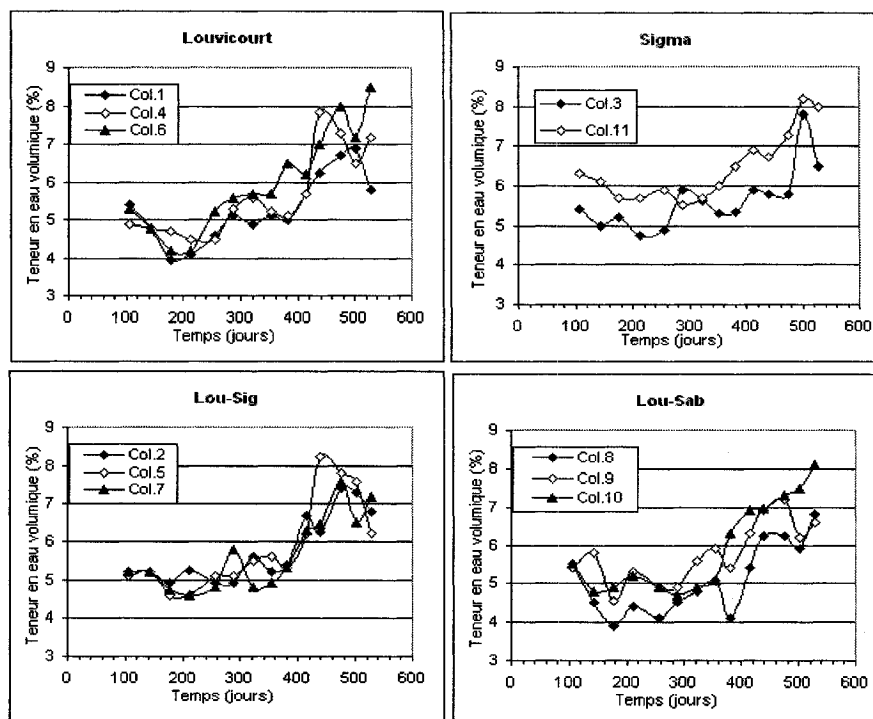 Louvicourt
Teneur en eau volumique (%)
9
8
7
6
5
4
3
Col.1
Col.4
Col.6
0 100 200 300 400 500 600
Temps (jours)
Sigma
Teneur en eau volumique (%)
9
8
7
6
5
4
3
Col.3
Col.11
0 100 200 300 400 500 600
Temps (jours)
Lou-Sig
Teneur en eau volumique (%)
9
8
7
6
5
4
3
Col.2
Col.5
Col.7
0 100 200 300 400 500 600
Temps (jours)
Lou-Sab
Teneur en eau volumique (%)
9
8
7
6
5
4
3
Col.8
Col.9
Col.10
0 100 200 300 400 500 600
Temps (jours)